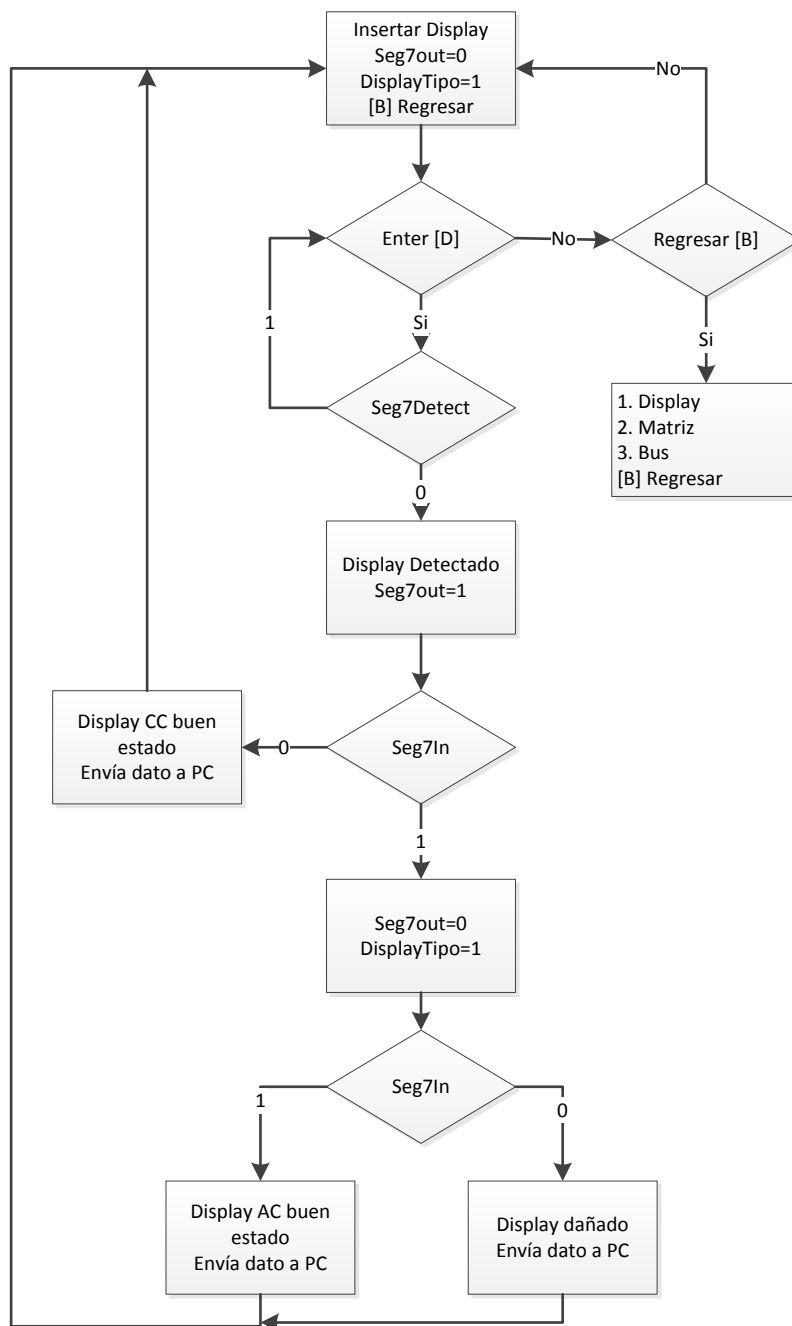 Insertar Display
Seg7out=0
DisplayTipo=1
[B] Regresar
No
Enter [D]
No
Regresar [B]
1
Si
Si
Seg7Detect
1. Display
2. Matriz
3. Bus
[B] Regresar
0
Display Detectado
Seg7out=1
Display CC buen
estado
Envía dato a PC
0
Seg7In
1
Seg7out=0
DisplayTipo=1
Seg7In
1
0
Display AC buen
estado
Envía dato a PC
Display dañado
Envía dato a PC